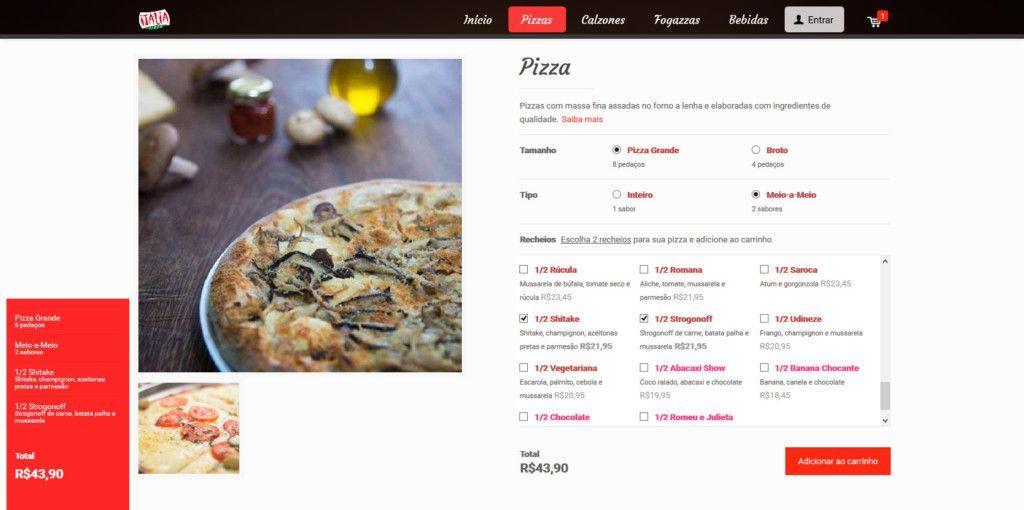 ITALIA
Início
Pizzas
Calzones
Fogazzas
Bebidas
Entrar
1
Pizza
Pizzas com massa fina assadas no forno a lenha e elaboradas com ingredientes de
qualidade. Saiba mais
Tamanho
Pizza Grande
8 pedaços
Broto
4 pedaços
Tipo
Inteiro
1 sabor
Meio-a-Meio
2 sabores
Recheios Escolha 2 recheios para sua pizza e adicione ao carrinho
1/2 Rúcula
Mussarela de búfala, tomate seco e
rúcula R$23,45
1/2 Romana
Aliche, tomate, mussarela e
parmesão R$21,95
1/2 Saroca
Atum e gorgonzola R$23,45
1/2 Shitake
Shitake, champignon, azeitonas
pretas e parmesão R$21,95
1/2 Strogonoff
Strogonoff de carne, batata palha e
mussarela R$21,95
1/2 Udineze
Frango, champignon e mussarela
R$20,95
1/2 Vegetariana
Escarola, palmito, cebola e
mussarela R$20,95
1/2 Abacaxi Show
Coco ralado, abacaxi e chocolate
R$19,95
1/2 Banana Chocante
Banana, canela e chocolate
R$18,45
1/2 Chocolate
1/2 Romeu e Julieta
Total
R$43,90
Adicionar ao carrinho
Pizza Grande
8 pedaços
Meio-a-Meio
2 sabores
1/2 Shitake
Shitake, champignon, azeitonas
pretas e parmesão
1/2 Strogonoff
Strogonoff de carne, batata palha e
mussarela
Total
R$43,90